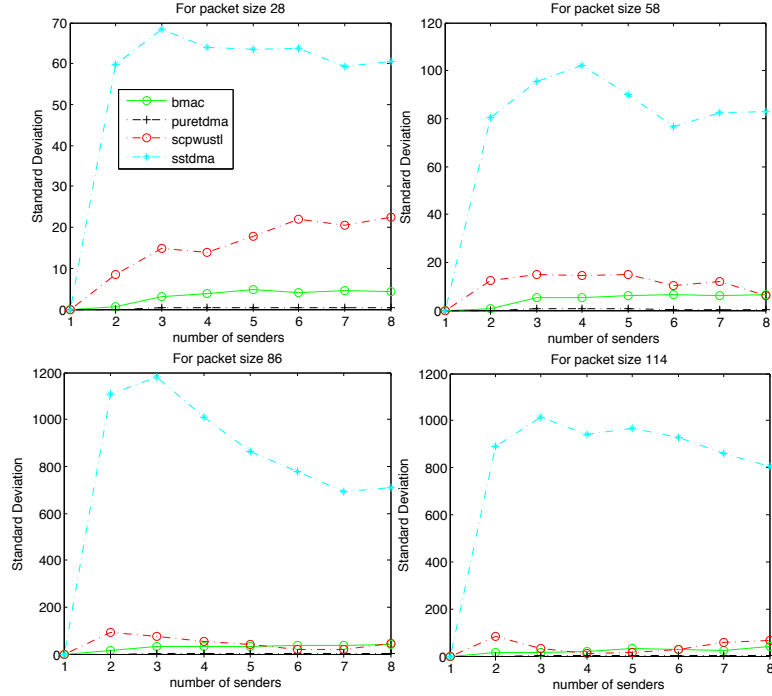 For packet size 28
70
60
50
40
30
20
10
0
Standard Deviation
bmac
puretdma
scpwustl
sstdma
1 2 3 4 5 6 7 8
number of senders
For packet size 58
120
100
80
60
40
20
0
Standard Deviation
1 2 3 4 5 6 7 8
number of senders
For packet size 86
1200
1000
800
600
400
200
0
Standard Deviation
1 2 3 4 5 6 7 8
number of senders
For packet size 114
1200
1000
800
600
400
200
0
Standard Deviation
1 2 3 4 5 6 7 8
number of senders